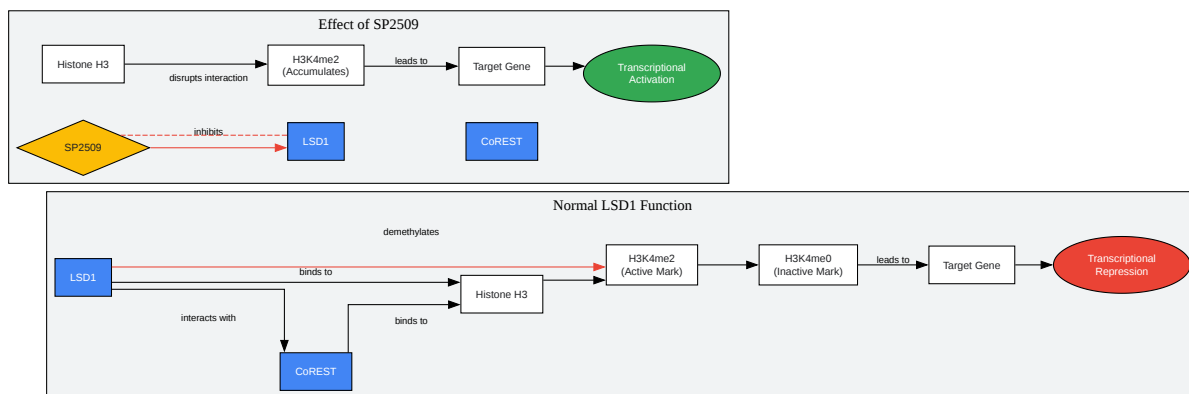 Effect of SP2509
Histone H3
disrupts interaction
H3K4me2
(Accumulates)
leads to
Target Gene
Transcriptional
Activation
SP2509
inhibits
LSD1
CoREST
Normal LSD1 Function
demethylates
LSD1
binds to
interacts with
CoREST
binds to
Histone H3
H3K4me2
(Active Mark)
H3K4me0
(Inactive Mark)
leads to
Target Gene
Transcriptional
Repression